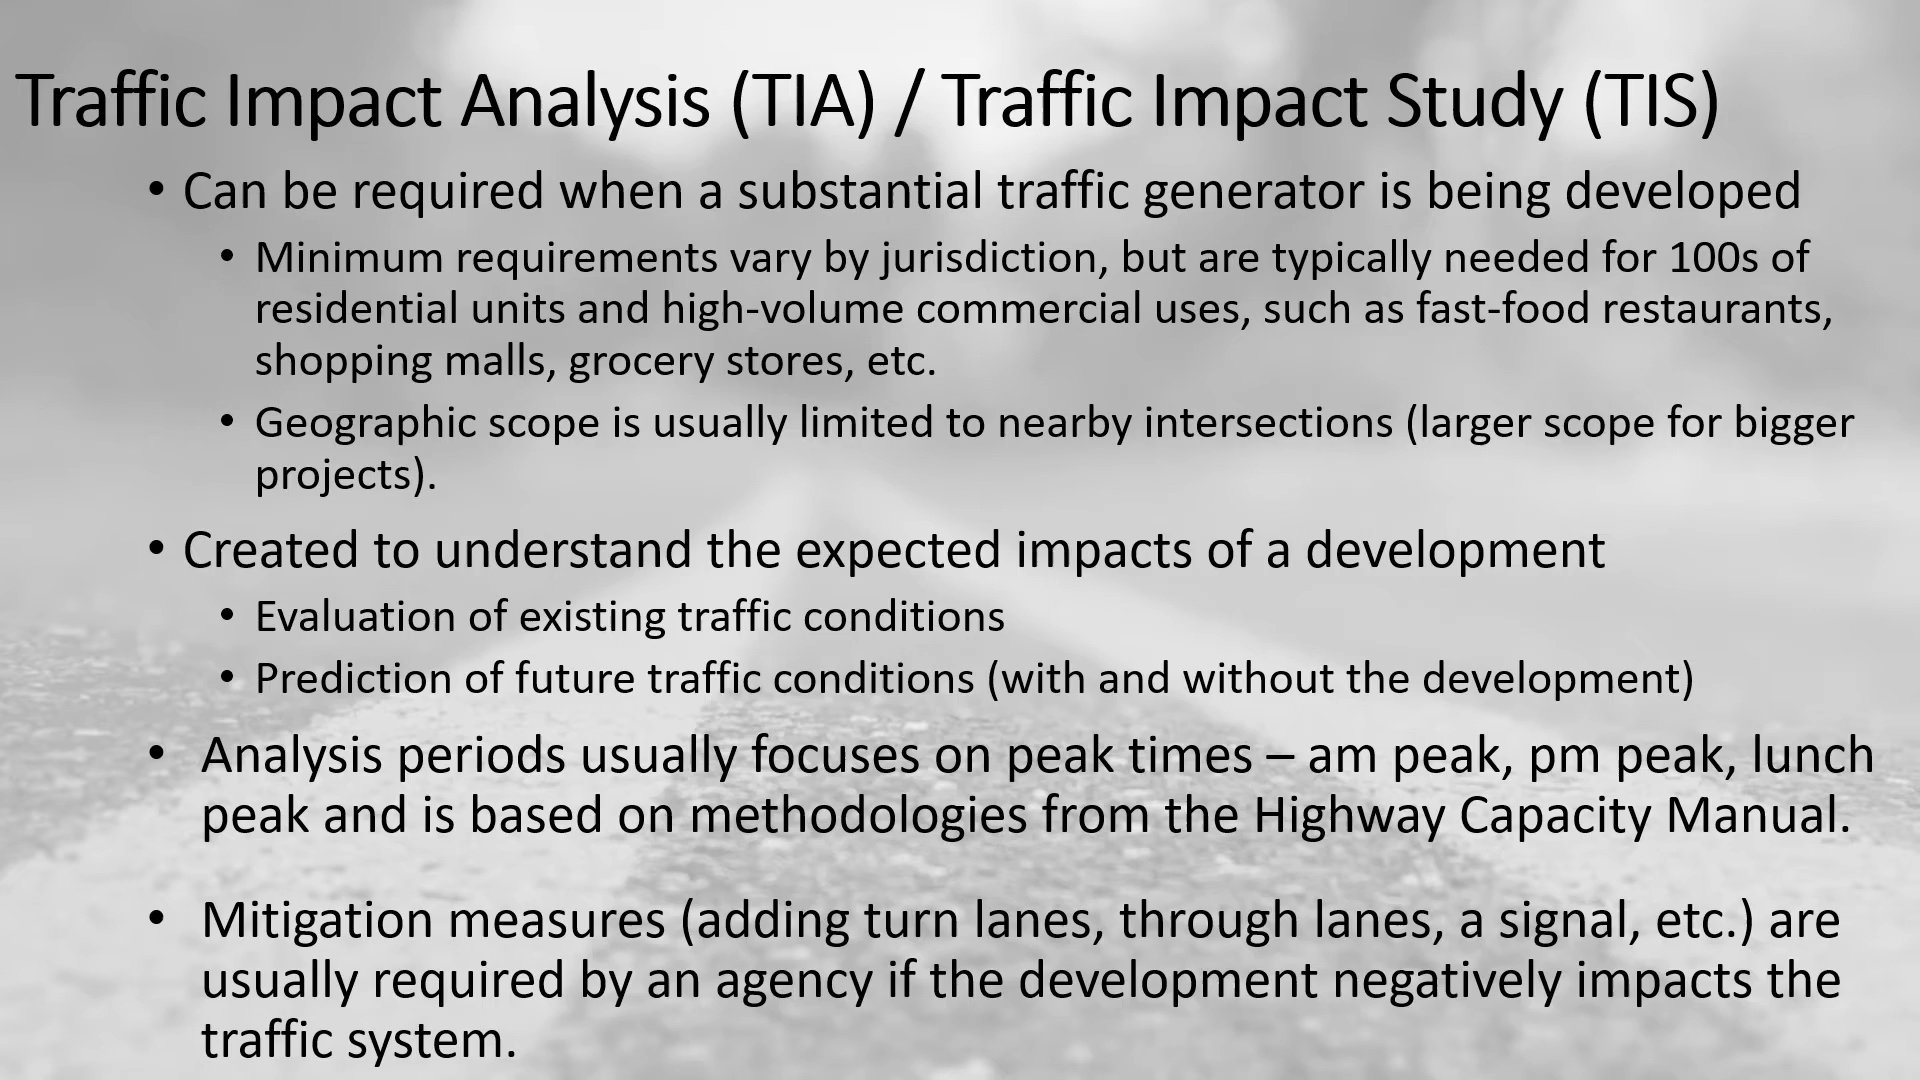 Traffic Impact Analysis (TIA) / Traffic Impact Study (TIS)
• Can be required when a substantial traffic generator is being developed
• Minimum requirements vary by jurisdiction, but are typically needed for 100s of
residential units and high-volume commercial uses, such as fast-food restaurants,
shopping malls, grocery stores, etc.
• Geographic scope is usually limited to nearby intersections (larger scope for bigger
projects).
• Created to understand the expected impacts of a development
• Evaluation of existing traffic conditions
• Prediction of future traffic conditions (with and without the development)
• Analysis periods usually focuses on peak times – am peak, pm peak, lunch
peak and is based on methodologies from the Highway Capacity Manual.
• Mitigation measures (adding turn lanes, through lanes, a signal, etc.) are
usually required by an agency if the development negatively impacts the
traffic system.